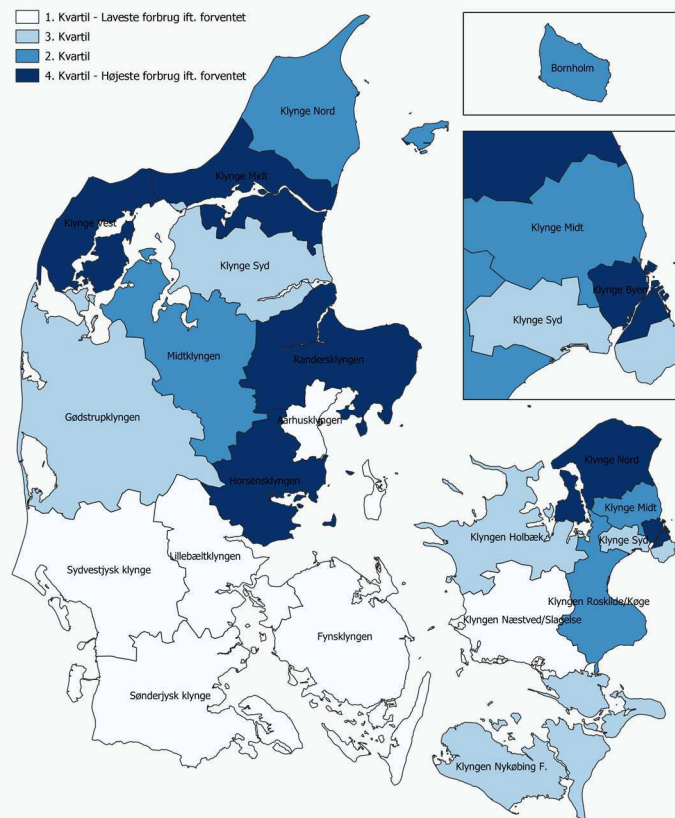 1. Kvartil - Laveste forbrug ift. forventet
3. Kvartil
2. Kvartil
4. Kvartil - Højeste forbrug ift. forventet
Bornholm
Klynge Nord
Klynge Midt
Klynge Vest
Klynge Syd
Klynge Midt
Klynge Byen
Klynge Syd
Midtklyngen
Randersklyngen
Gødstrupklyngen
Aarhusklyngen
Horsensklyngen
Klynge Nord
Klynge Midt
Klyngen Holbæk
Klynge Syd
Lillebæltklyngen
Sydvestjysk klynge
Klyngen Roskilde/Køge
Klyngen Næstved/Slagelse
Fynsklyngen
Sønderjysk klynge
Klyngen Nykøbing F.